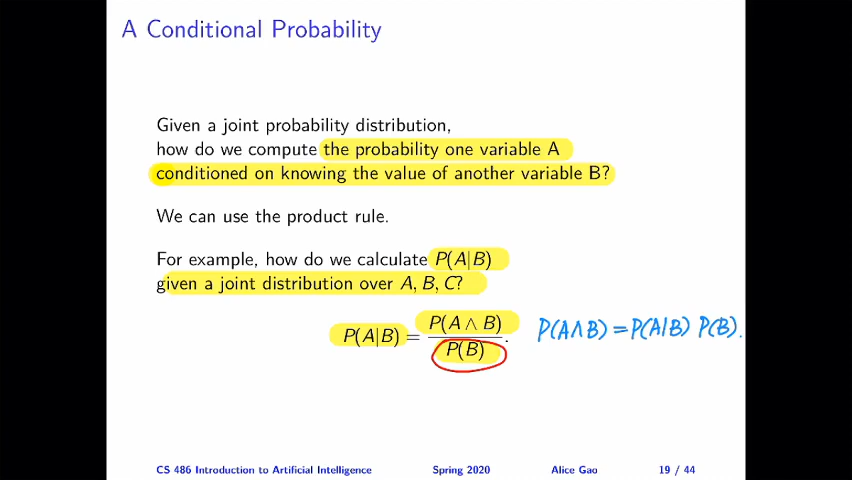 A Conditional Probability
Given a joint probability distribution,
how do we compute the probability one variable A
conditioned on knowing the value of another variable B?
We can use the product rule.
For example, how do we calculate P(A|B)
given a joint distribution over A, B, C?
P(A|B) = P(A ∧ B) / P(B). P(A∧B) = P(A|B) P(B).
CS 486 Introduction to Artificial Intelligence Spring 2020 Alice Gao 19 / 44